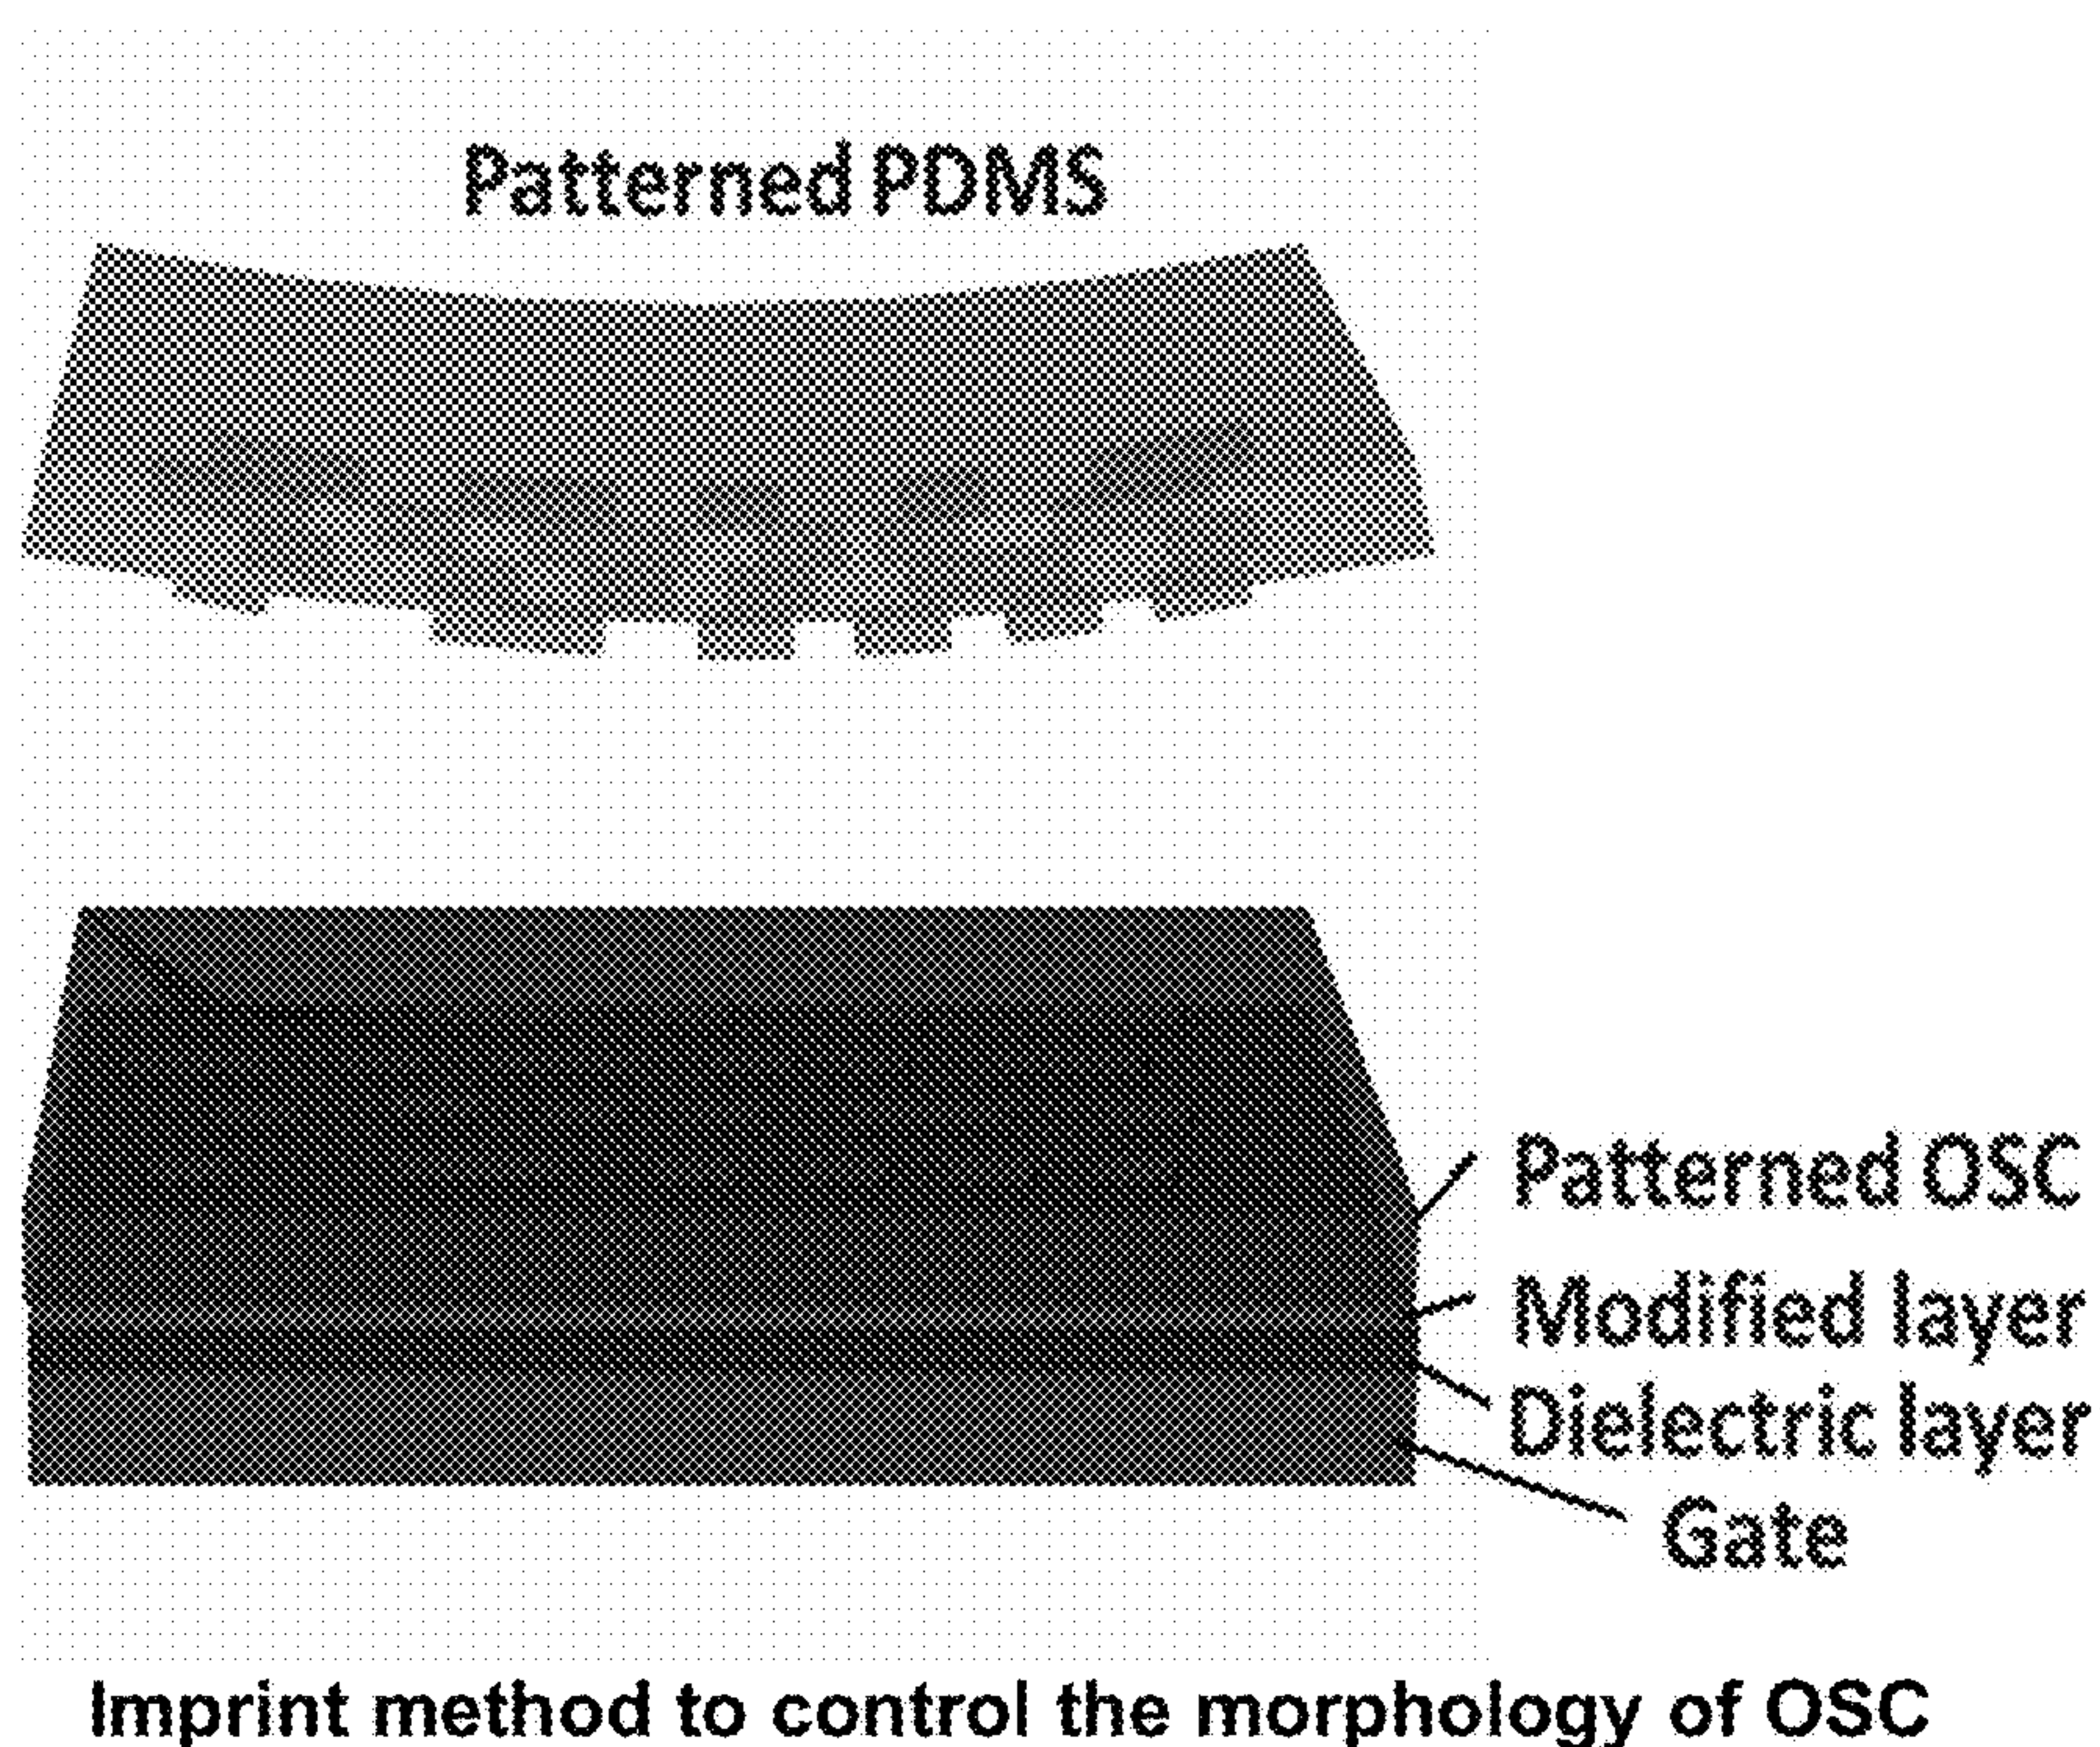 Patterned PDMS
Patterned OSC
Modified layer
Dielectric layer
Gate
Imprint method to control the morphology of OSC